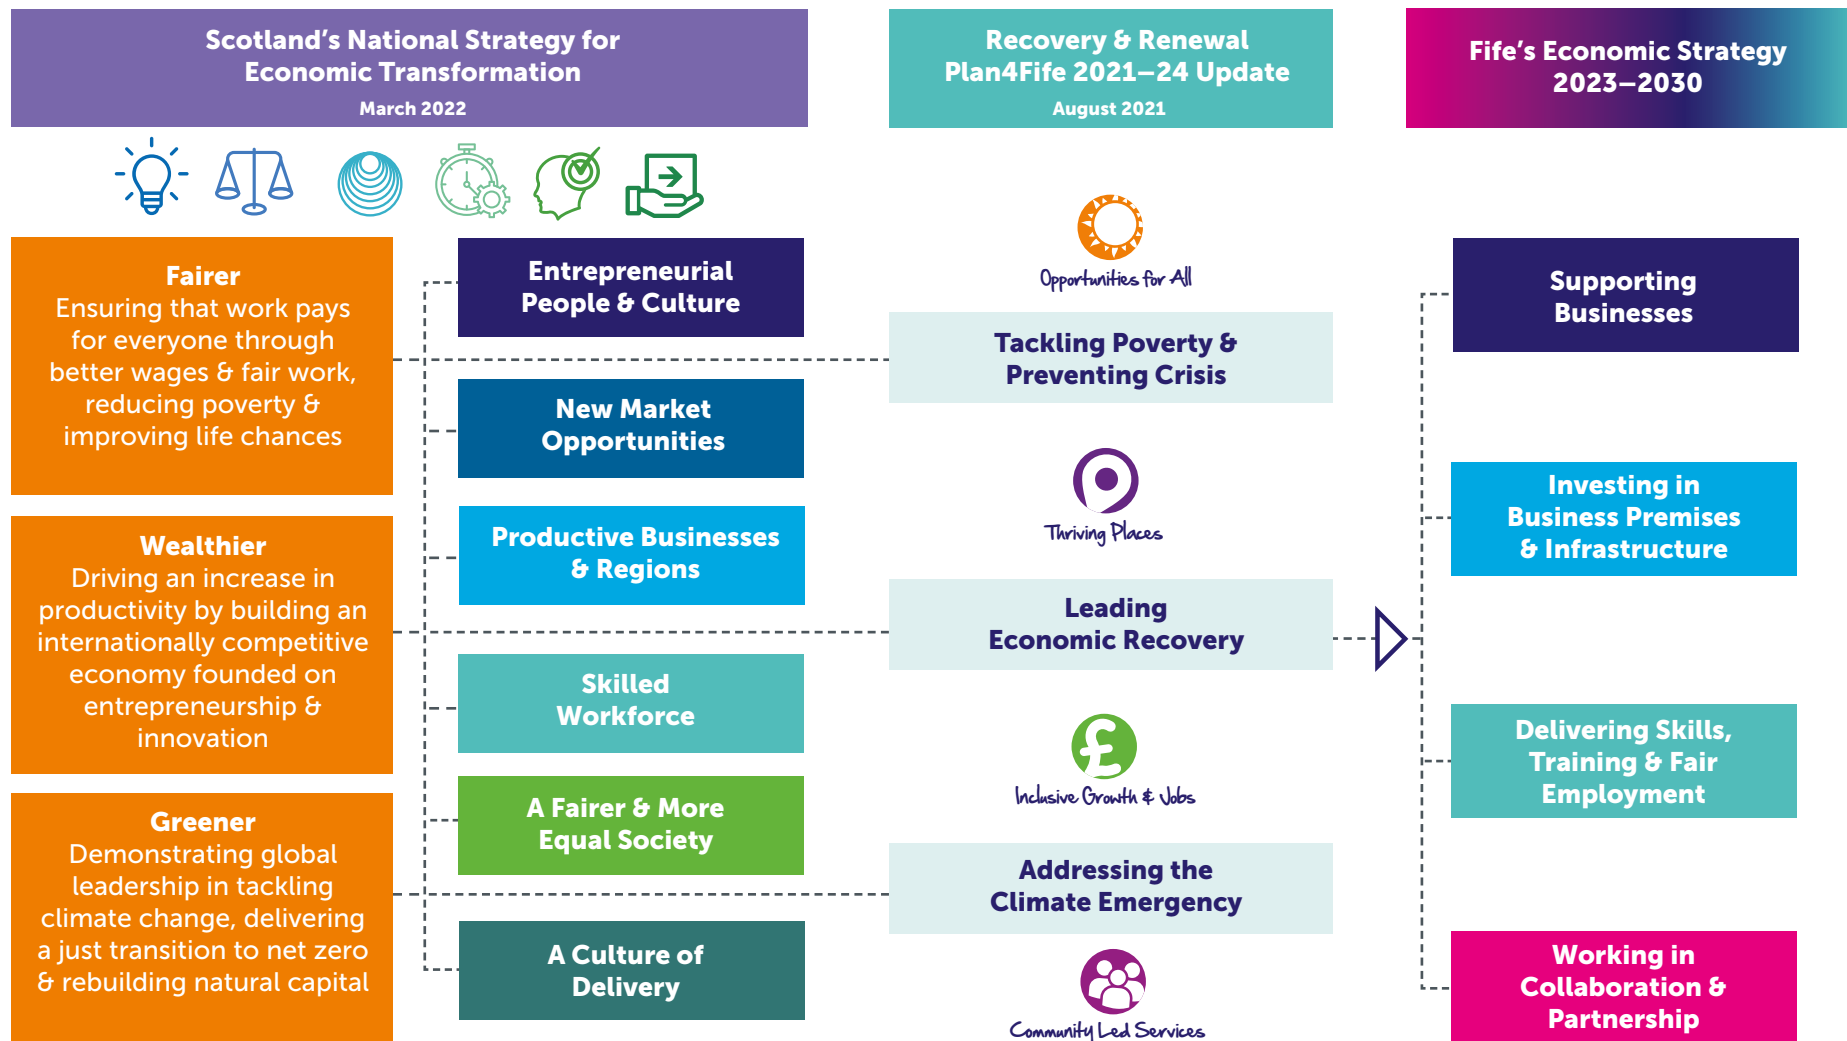 Scotland's National Strategy for
Economic Transformation
March 2022
Fairer
Ensuring that work pays
for everyone through
better wages & fair work,
reducing poverty &
improving life chances
Wealthier
Driving an increase in
productivity by building an
internationally competitive
economy founded on
entrepreneurship &
innovation
Greener
Demonstrating global
leadership in tackling
climate change, delivering
a just transition to net zero
& rebuilding natural capital
Entrepreneurial
People & Culture
New Market
Opportunities
Productive Businesses
& Regions
Skilled
Workforce
A Fairer & More
Equal Society
A Culture of
Delivery
Recovery & Renewal
Plan4Fife 2021–24 Update
August 2021
Opportunities for All
Tackling Poverty &
Preventing Crisis
Thriving Places
Leading
Economic Recovery
£
Inclusive Growth & Jobs
Addressing the
Climate Emergency
Community Led Services
Fife's Economic Strategy
2023–2030
Supporting
Businesses
Investing in
Business Premises
& Infrastructure
Delivering Skills,
Training & Fair
Employment
Working in
Collaboration &
Partnership